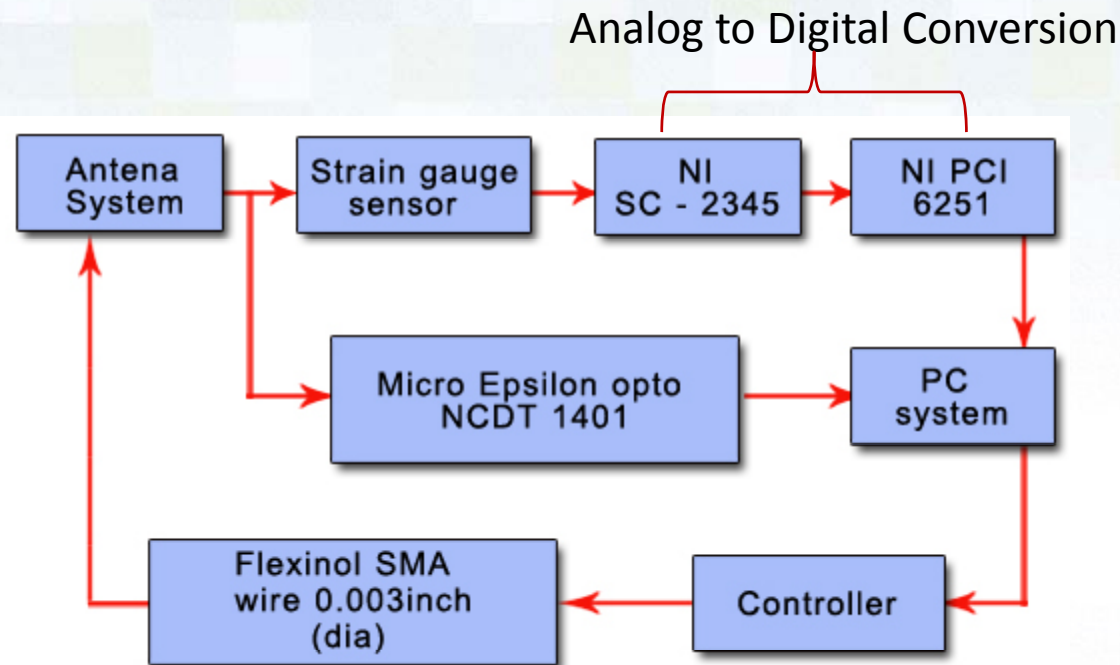 Analog to Digital Conversion
Antena
System
Strain gauge
sensor
NI
SC - 2345
NI PCI
6251
Micro Epsilon opto
NCDT 1401
PC
system
Flexinol SMA
wire 0.003inch
(dia)
Controller